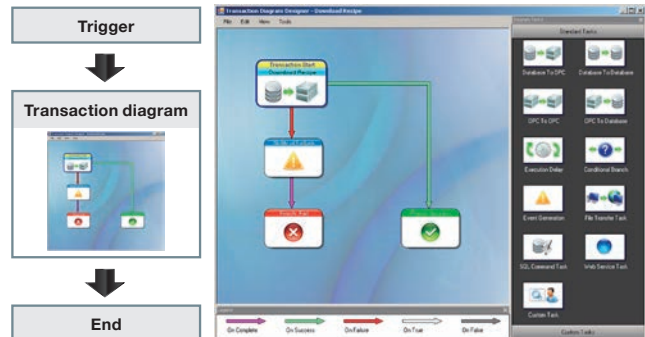 Trigger
Transaction diagram
End
Transaction Diagram Designer - Download Recipe
File Edit View Tools
Transaction Start
Download Recipe
Standard Tasks
Database To OPC
Database To Database
OPC To OPC
OPC To Database
Execution Delay
Conditional Branch
Event Generation
File Transfer Task
SQL Command Task
Web Service Task
Custom Task
Custom Tasks
On Complete
On Success
On Failure
On True
On False